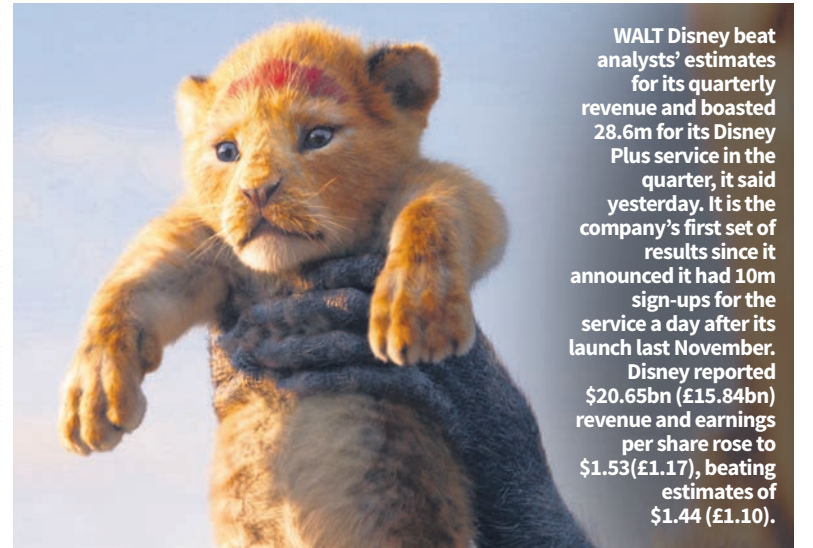 WALT Disney beat
analysts’ estimates
for its quarterly
revenue and boasted
28.6m for its Disney
Plus service in the
quarter, it said
yesterday. It is the
company’s first set of
results since it
announced it had 10m
sign-ups for the
service a day after its
launch last November.
Disney reported
$20.65bn (£15.84bn)
revenue and earnings
per share rose to
$1.53(£1.17), beating
estimates of
$1.44 (£1.10).